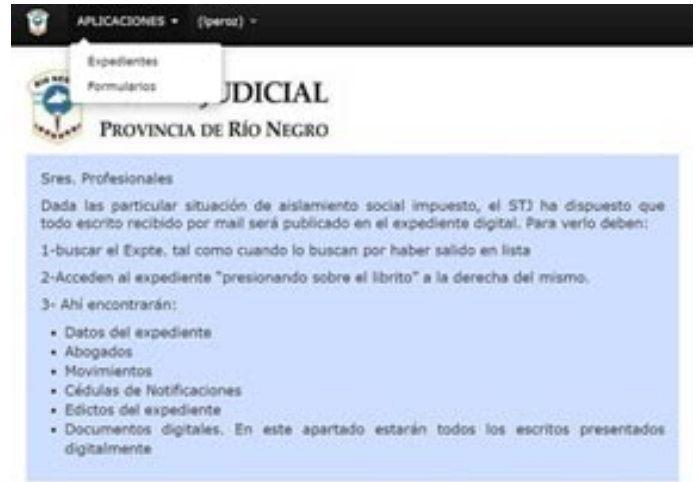 APLICACIONES (lperoz)
Expedientes
Formularios
RÍO NEGRO
JUDICIAL
PROVINCIA DE RÍO NEGRO
Sres. Profesionales
Dada las particular situación de aislamiento social impuesto, el STJ ha dispuesto que
todo escrito recibido por mail será publicado en el expediente digital. Para verlo deben:
1-buscar el Expte. tal como cuando lo buscan por haber salido en lista
2-Acceden al expediente "presionando sobre el librito" a la derecha del mismo.
3- Ahí encontrarán:
• Datos del expediente
• Abogados
• Movimientos
• Cédulas de Notificaciones
• Edictos del expediente
• Documentos digitales. En este apartado estarán todos los escritos presentados
digitalmente